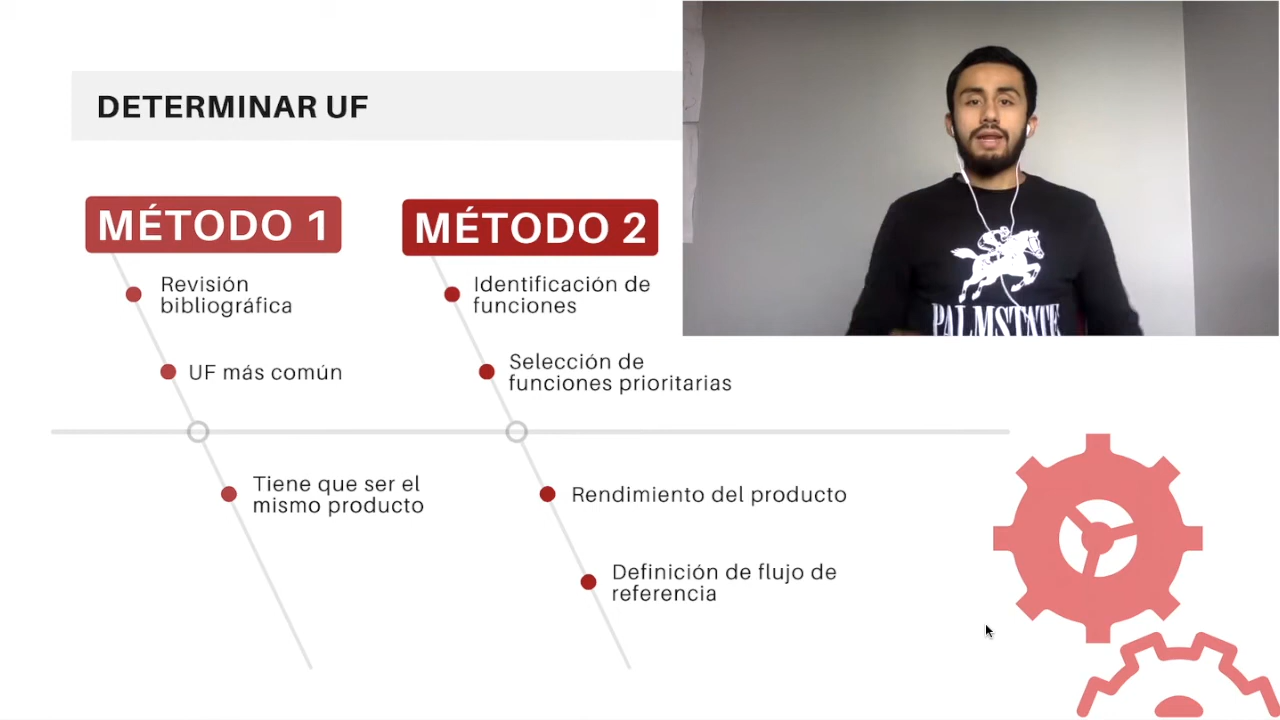 DETERMINAR UF
MÉTODO 1
Revisión
bibliográfica
UF más común
Tiene que ser el
mismo producto
MÉTODO 2
Identificación de
funciones
Selección de
funciones prioritarias
Rendimiento del producto
Definición de flujo de
referencia
PALMSTATE